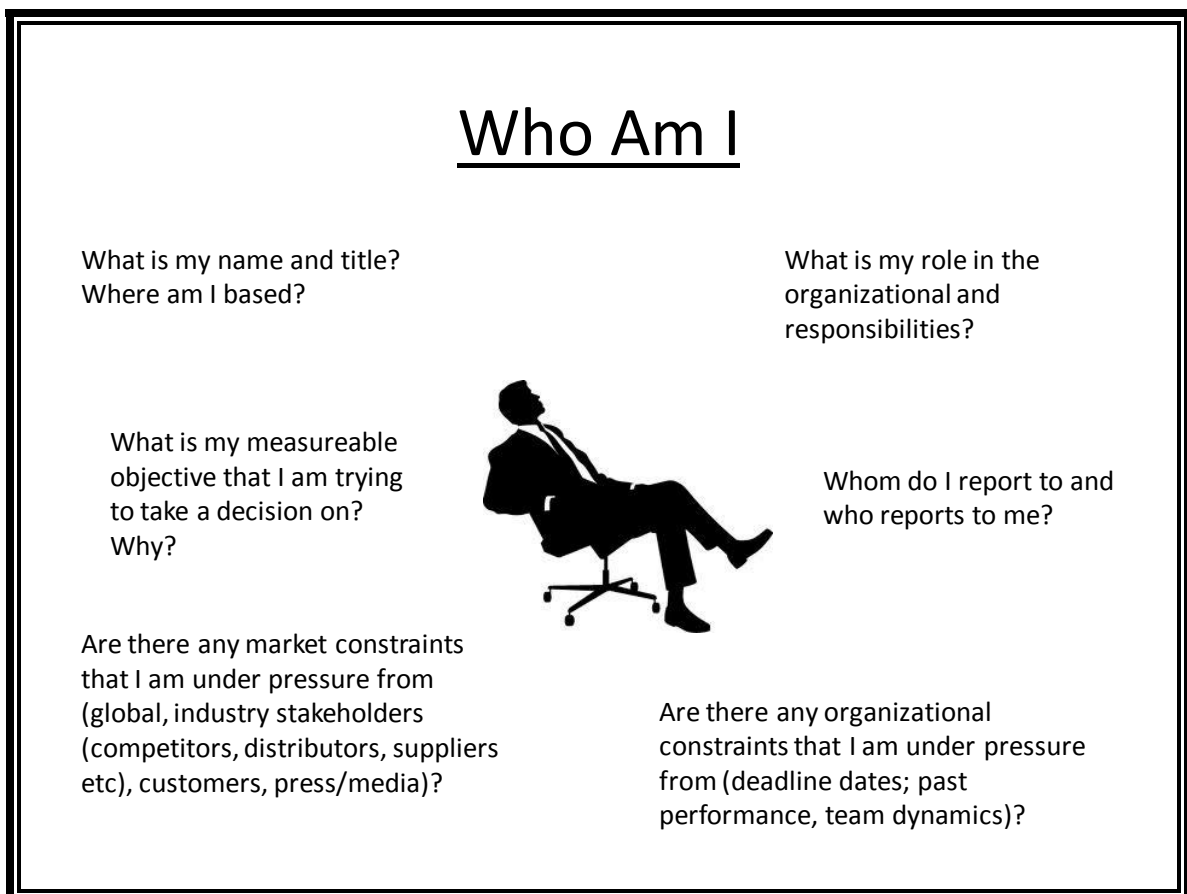 Who Am I
What is my name and title?
Where am I based?
What is my role in the
organizational and
responsibilities?
What is my measureable
objective that I am trying
to take a decision on?
Why?
Whom do I report to and
who reports to me?
Are there any market constraints
that I am under pressure from
(global, industry stakeholders
(competitors, distributors, suppliers
etc), customers, press/media)?
Are there any organizational
constraints that I am under pressure
from (deadline dates; past
performance, team dynamics)?